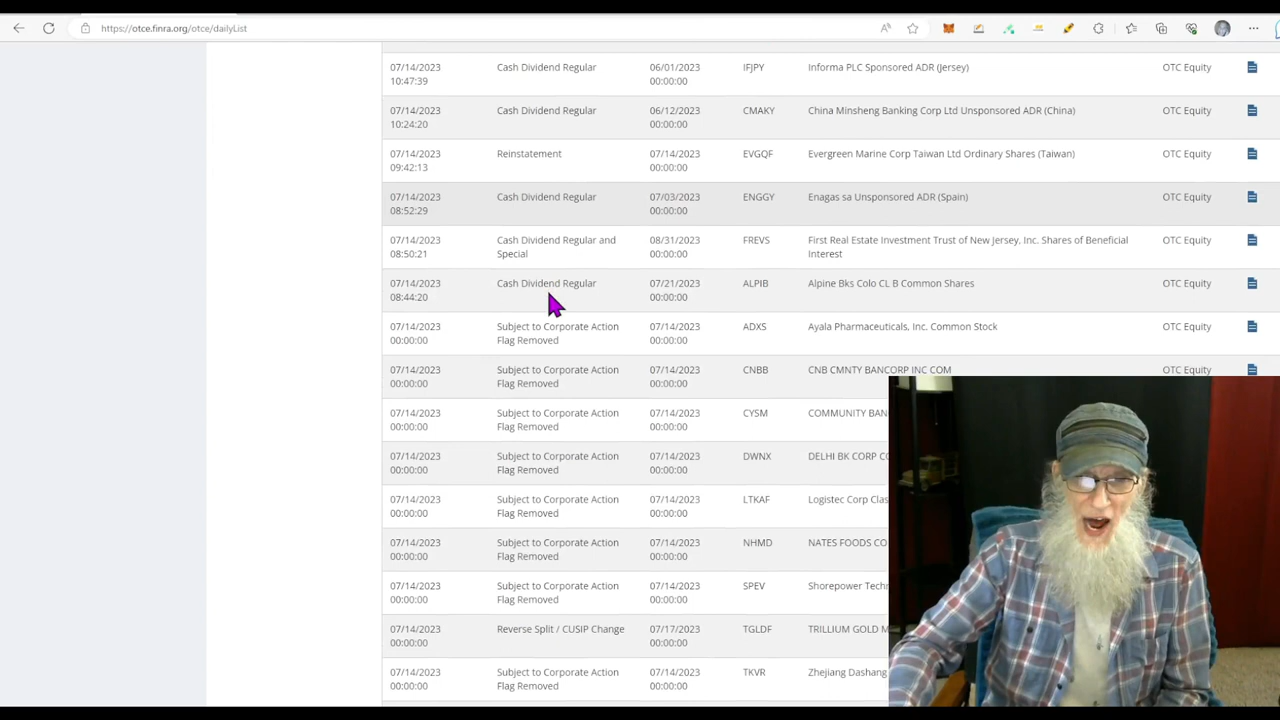 https://otce.finra.org/otce/dailyList
07/14/2023 Cash Dividend Regular 06/01/2023 IFJPY Informa PLC Sponsored ADR (Jersey) OTC Equity
10:47:39 00:00:00
07/14/2023 Cash Dividend Regular 06/12/2023 CMAKY China Minsheng Banking Corp Ltd Unsponsored ADR (China) OTC Equity
10:24:20 00:00:00
07/14/2023 Reinstatement 07/14/2023 EVGQF Evergreen Marine Corp Taiwan Ltd Ordinary Shares (Taiwan) OTC Equity
09:42:13 00:00:00
07/14/2023 Cash Dividend Regular 07/03/2023 ENGGY Enagas sa Unsponsored ADR (Spain) OTC Equity
08:52:29 00:00:00
07/14/2023 Cash Dividend Regular and 08/31/2023 FREVS First Real Estate Investment Trust of New Jersey, Inc. Shares of Beneficial OTC Equity
08:50:21 Special 00:00:00 Interest
07/14/2023 Cash Dividend Regular 07/21/2023 ALPIB Alpine Bks Colo CL B Common Shares OTC Equity
08:44:20 00:00:00
07/14/2023 Subject to Corporate Action 07/14/2023 ADXS Ayala Pharmaceuticals, Inc. Common Stock OTC Equity
00:00:00 Flag Removed 00:00:00
07/14/2023 Subject to Corporate Action 07/14/2023 CNBB CNB CMNTY BANCORP INC COM OTC Equity
00:00:00 Flag Removed 00:00:00
07/14/2023 Subject to Corporate Action 07/14/2023 CYSM COMMUNITY BAN
00:00:00 Flag Removed 00:00:00
07/14/2023 Subject to Corporate Action 07/14/2023 DWNX DELHI BK CORP
00:00:00 Flag Removed 00:00:00
07/14/2023 Subject to Corporate Action 07/14/2023 LTKAF Logistec Corp Clas
00:00:00 Flag Removed 00:00:00
07/14/2023 Subject to Corporate Action 07/14/2023 NHMD NATES FOODS CO
00:00:00 Flag Removed 00:00:00
07/14/2023 Subject to Corporate Action 07/14/2023 SPEV Shorepower Tech
00:00:00 Flag Removed 00:00:00
07/14/2023 Reverse Split / CUSIP Change 07/17/2023 TGLDF TRILLIUM GOLD M
00:00:00 00:00:00
07/14/2023 Subject to Corporate Action 07/14/2023 TKVR Zhejiang Dashang
00:00:00 Flag Removed 00:00:00